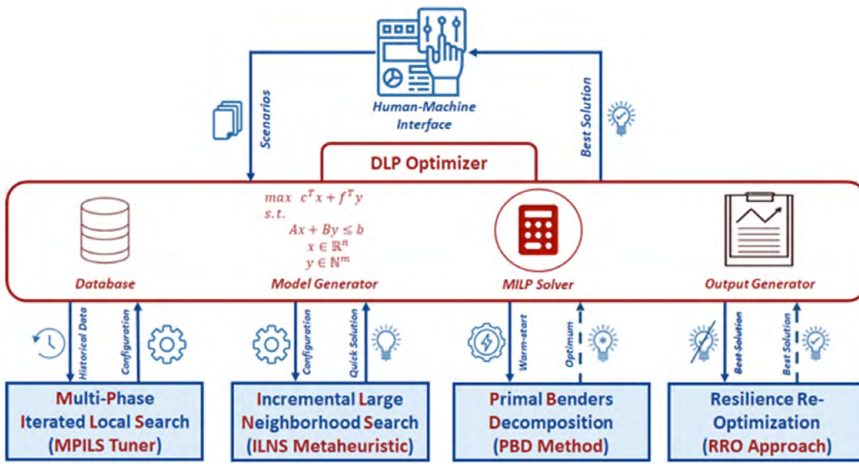 Human-Machine
Interface
Scenarios
Best Solution
DLP Optimizer
max c^T x + f^T y
s.t.
Ax + By ≤ b
x ∈ ℝ^n
y ∈ ℕ^m
Database
Model Generator
MILP Solver
Output Generator
Historical Data
Configuration
Configuration
Quick Solution
Warm-start
Optimum
Best Solution
Best Solution
Multi-Phase
Iterated Local Search
(MPILS Tuner)
Incremental Large
Neighborhood Search
(ILNS Metaheuristic)
Primal Benders
Decomposition
(PBD Method)
Resilience Re-
Optimization
(RRO Approach)